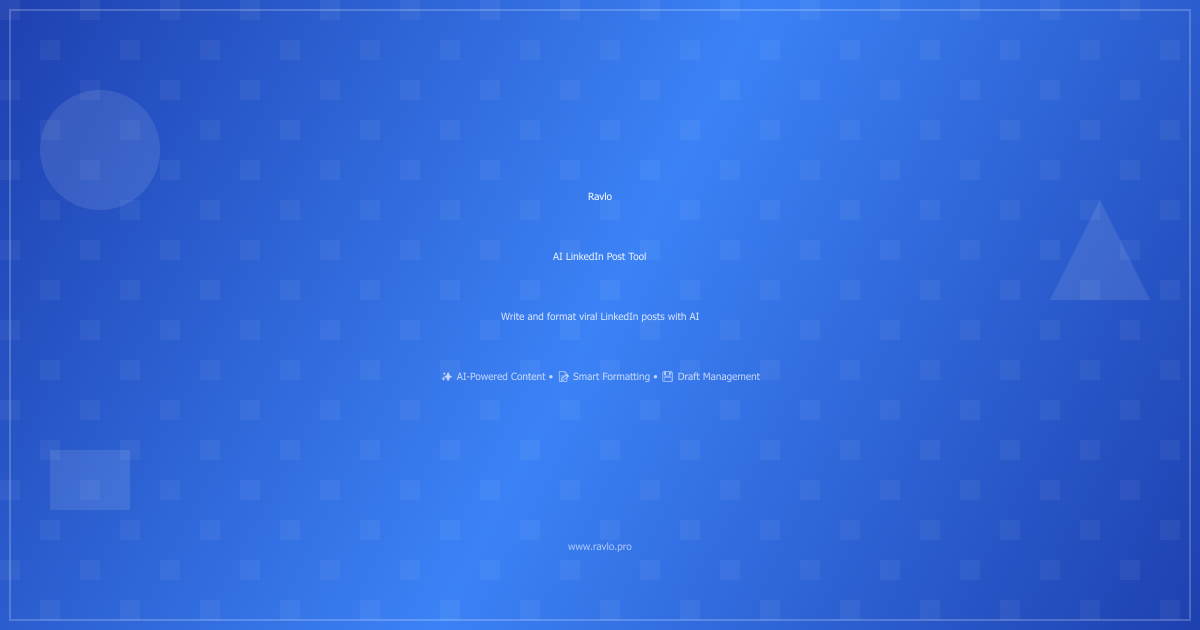 Ravlo
AI LinkedIn Post Tool
Write and format viral LinkedIn posts with AI
✨ AI-Powered Content • 📝 Smart Formatting • 💾 Draft Management
www.ravlo.pro